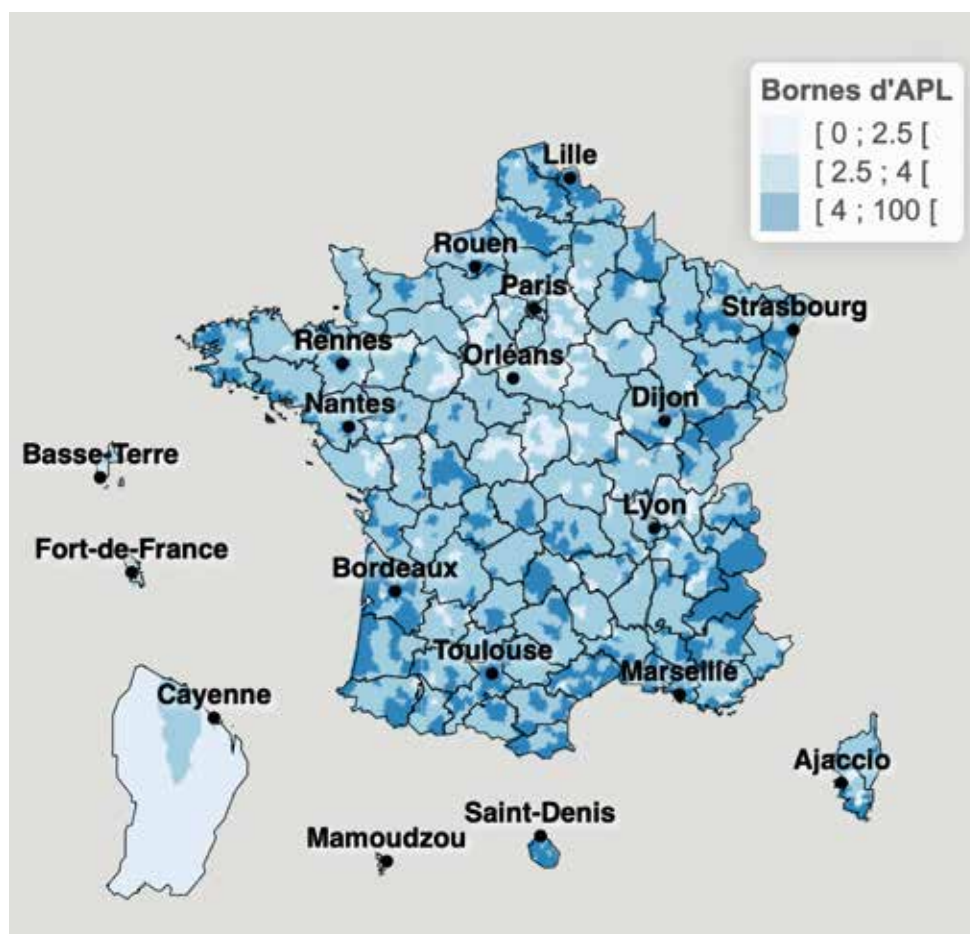 Bornes d'APL
[ 0 ; 2.5 [
[ 2.5 ; 4 [
[ 4 ; 100 [
Lille
Rouen
Paris
Strasbourg
Rennes
Orléans
Nantes
Dijon
Basse-Terre
Lyon
Fort-de-France
Bordeaux
Toulouse
Marseille
Cayenne
Ajaccio
Saint-Denis
Mamoudzou